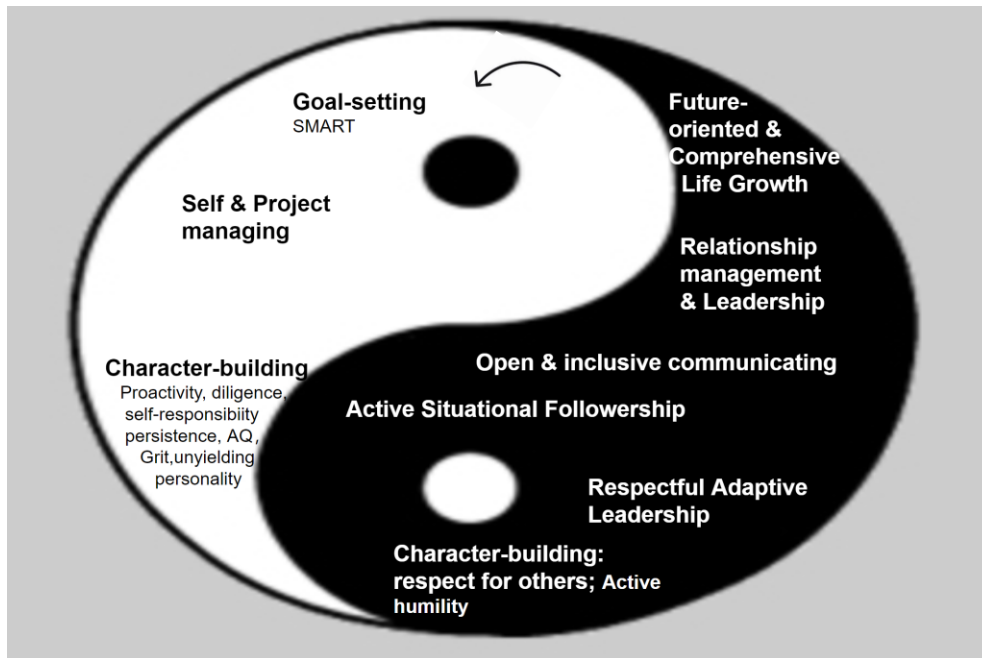 Goal-setting
SMART
Self & Project
managing
Character-building
Proactivity, diligence,
self-responsibiity
persistence, AQ,
Grit,unyielding
personality
Future-
oriented &
Comprehensive
Life Growth
Relationship
management
& Leadership
Open & inclusive communicating
Active Situational Followership
Respectful Adaptive
Leadership
Character-building:
respect for others; Active
humility